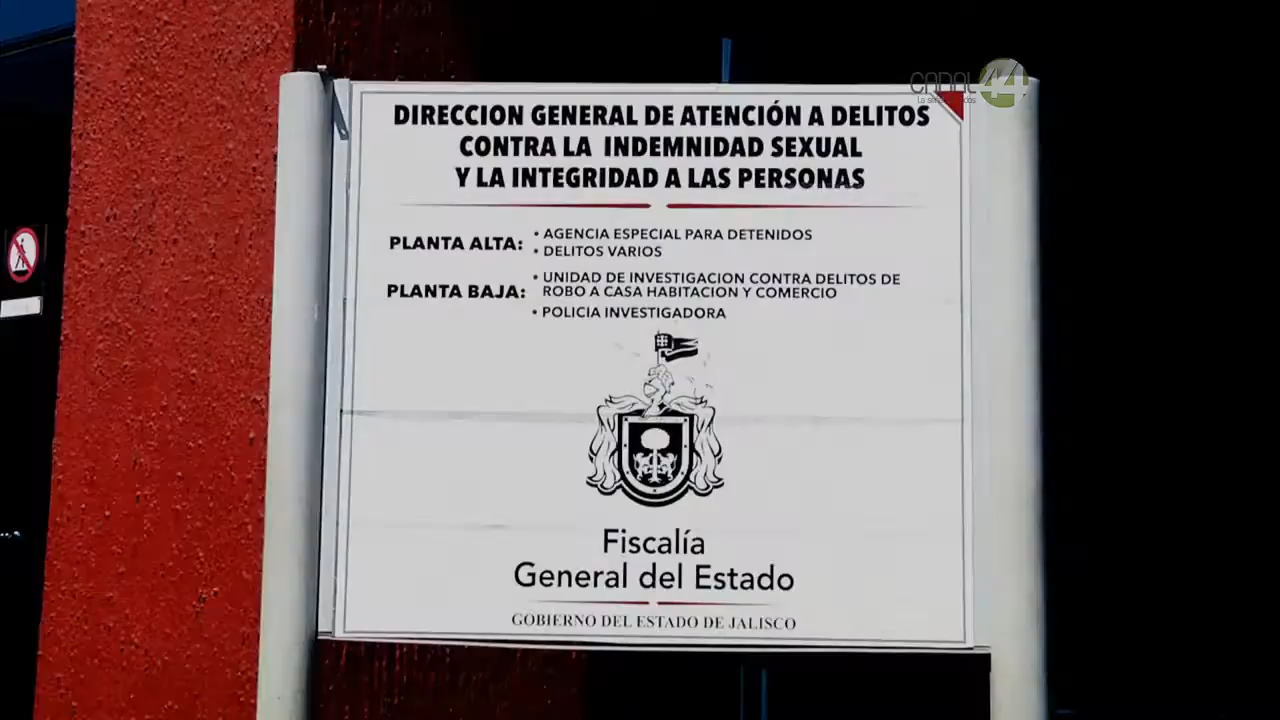 CANAL 44
DIRECCION GENERAL DE ATENCIÓN A DELITOS
CONTRA LA INDEMNIDAD SEXUAL
Y LA INTEGRIDAD A LAS PERSONAS
PLANTA ALTA:
• AGENCIA ESPECIAL PARA DETENIDOS
• DELITOS VARIOS
PLANTA BAJA:
• UNIDAD DE INVESTIGACION CONTRA DELITOS DE
ROBO A CASA HABITACION Y COMERCIO
• POLICIA INVESTIGADORA
Fiscalía
General del Estado
GOBIERNO DEL ESTADO DE JALISCO